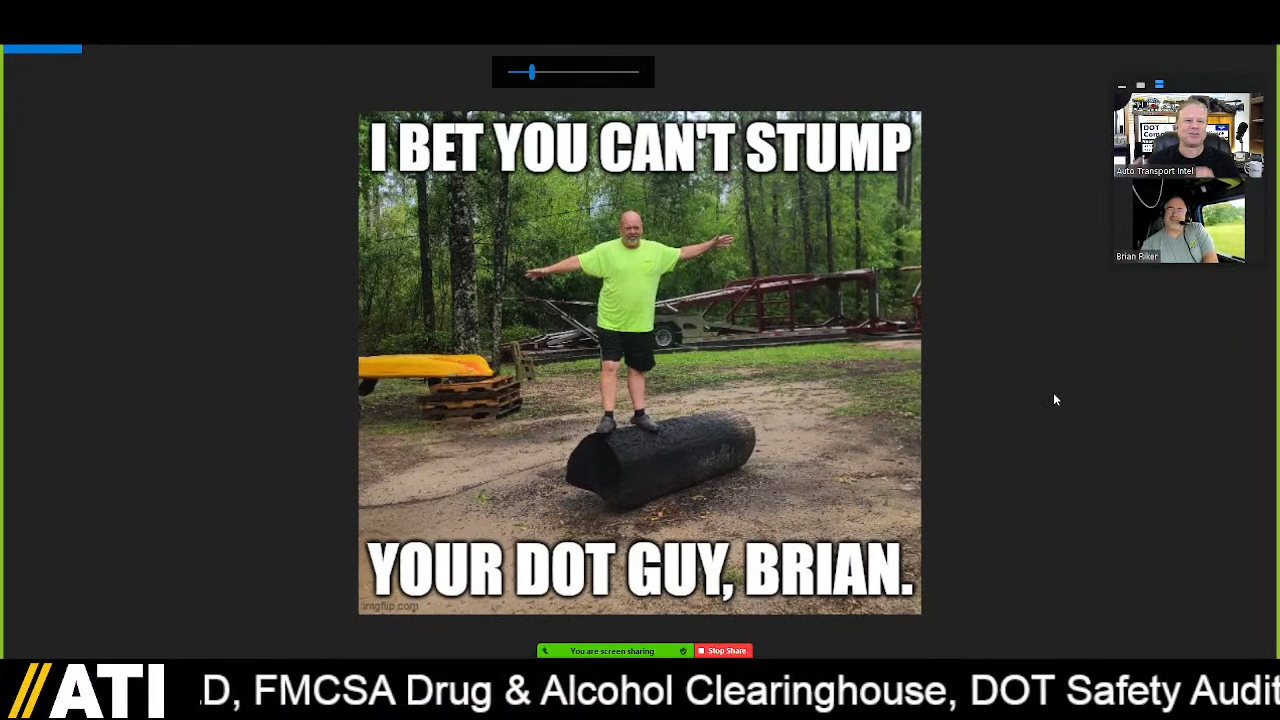 I BET YOU CAN'T STUMP
DOT
Auto Transport Intel
Brian Riker
YOUR DOT GUY, BRIAN.
imgflip.com
You are screen sharing
Stop Share
ATI
D, FMCSA Drug & Alcohol Clearinghouse, DOT Safety Audit